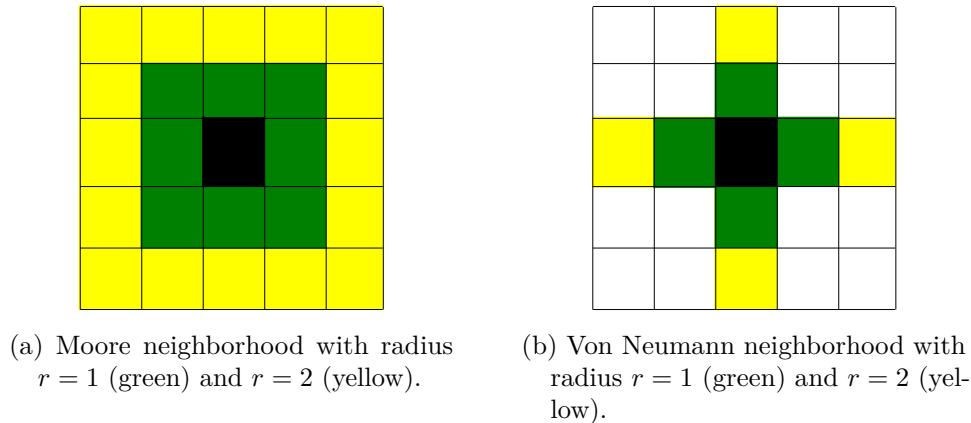 (a) Moore neighborhood with radius
r = 1 (green) and r = 2 (yellow).
(b) Von Neumann neighborhood with
radius r = 1 (green) and r = 2 (yel-
low).